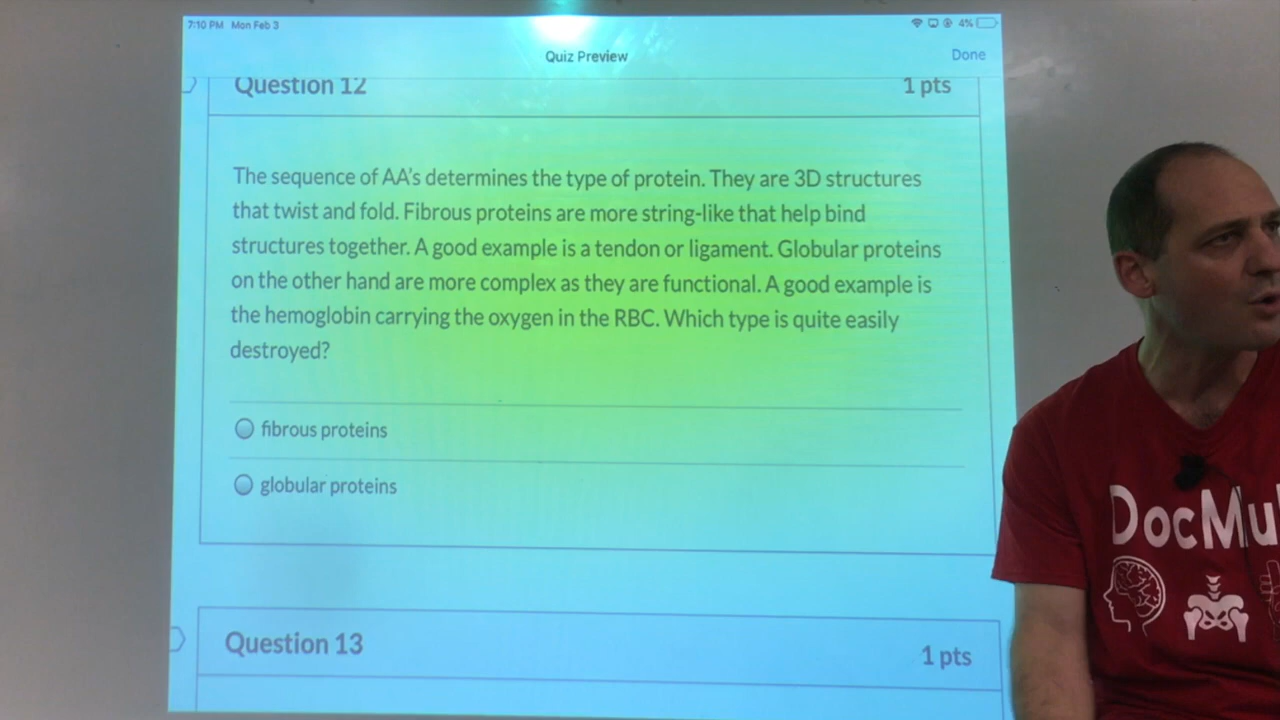 7:10 PM Mon Feb 3
4%
Quiz Preview
Done
Question 12
1 pts
The sequence of AA's determines the type of protein. They are 3D structures
that twist and fold. Fibrous proteins are more string-like that help bind
structures together. A good example is a tendon or ligament. Globular proteins
on the other hand are more complex as they are functional. A good example is
the hemoglobin carrying the oxygen in the RBC. Which type is quite easily
destroyed?
fibrous proteins
globular proteins
Question 13
1 pts